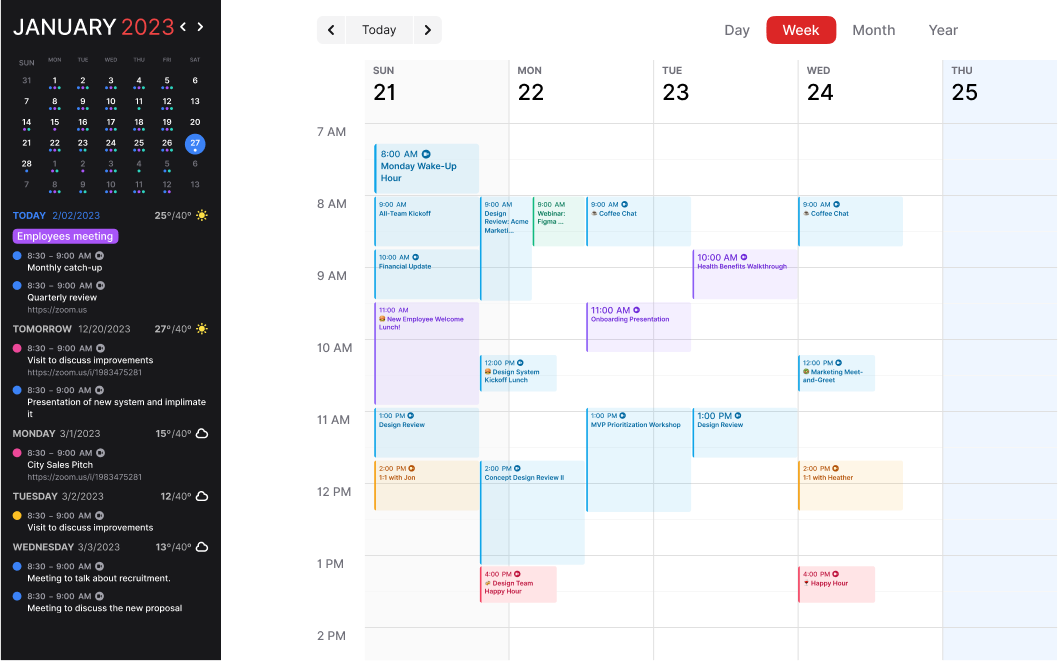 JANUARY 2023
SUN MON TUE WED THU FRI SAT
31 1 2 3 4 5 6
7 8 9 10 11 12 13
14 15 16 17 18 19 20
21 22 23 24 25 26 27
28 1 2 3 4 5 6
7 8 9 10 11 12 13
TODAY 2/02/2023 25º/40º
Employees meeting
8:30 – 9:00 AM
Monthly catch-up
8:30 – 9:00 AM
Quarterly review
https://zoom.us
TOMORROW 12/20/2023 27º/40º
8:30 – 9:00 AM
Visit to discuss improvements
https://zoom.us/i/1983475281
8:30 – 9:00 AM
Presentation of new system and implimate
it
MONDAY 3/1/2023 15º/40º
8:30 – 9:00 AM
City Sales Pitch
https://zoom.us/i/1983475281
TUESDAY 3/2/2023 12/40º
8:30 – 9:00 AM
Visit to discuss improvements
WEDNESDAY 3/3/2023 13º/40º
8:30 – 9:00 AM
Meeting to talk about recruitment.
8:30 – 9:00 AM
Meeting to discuss the new proposal
Today
Day Week Month Year
SUN MON TUE WED THU
21 22 23 24 25
7 AM
8 AM
9 AM
10 AM
11 AM
12 PM
1 PM
2 PM
8:00 AM
Monday Wake-Up
Hour
9:00 AM
All-Team Kickoff
10:00 AM
Financial Update
11:00 AM
New Employee Welcome
Lunch!
1:00 PM
Design Review
2:00 PM
1:1 with Jon
9:00 AM
Design
Review: Acme
Marketi...
9:00 AM
Webinar:
Figma ...
12:00 PM
Design System
Kickoff Lunch
2:00 PM
Concept Design Review II
4:00 PM
Design Team
Happy Hour
9:00 AM
Coffee Chat
11:00 AM
Onboarding Presentation
1:00 PM
MVP Prioritization Workshop
10:00 AM
Health Benefits Walkthrough
1:00 PM
Design Review
9:00 AM
Coffee Chat
12:00 PM
Marketing Meet-
and-Greet
2:00 PM
1:1 with Heather
4:00 PM
Happy Hour